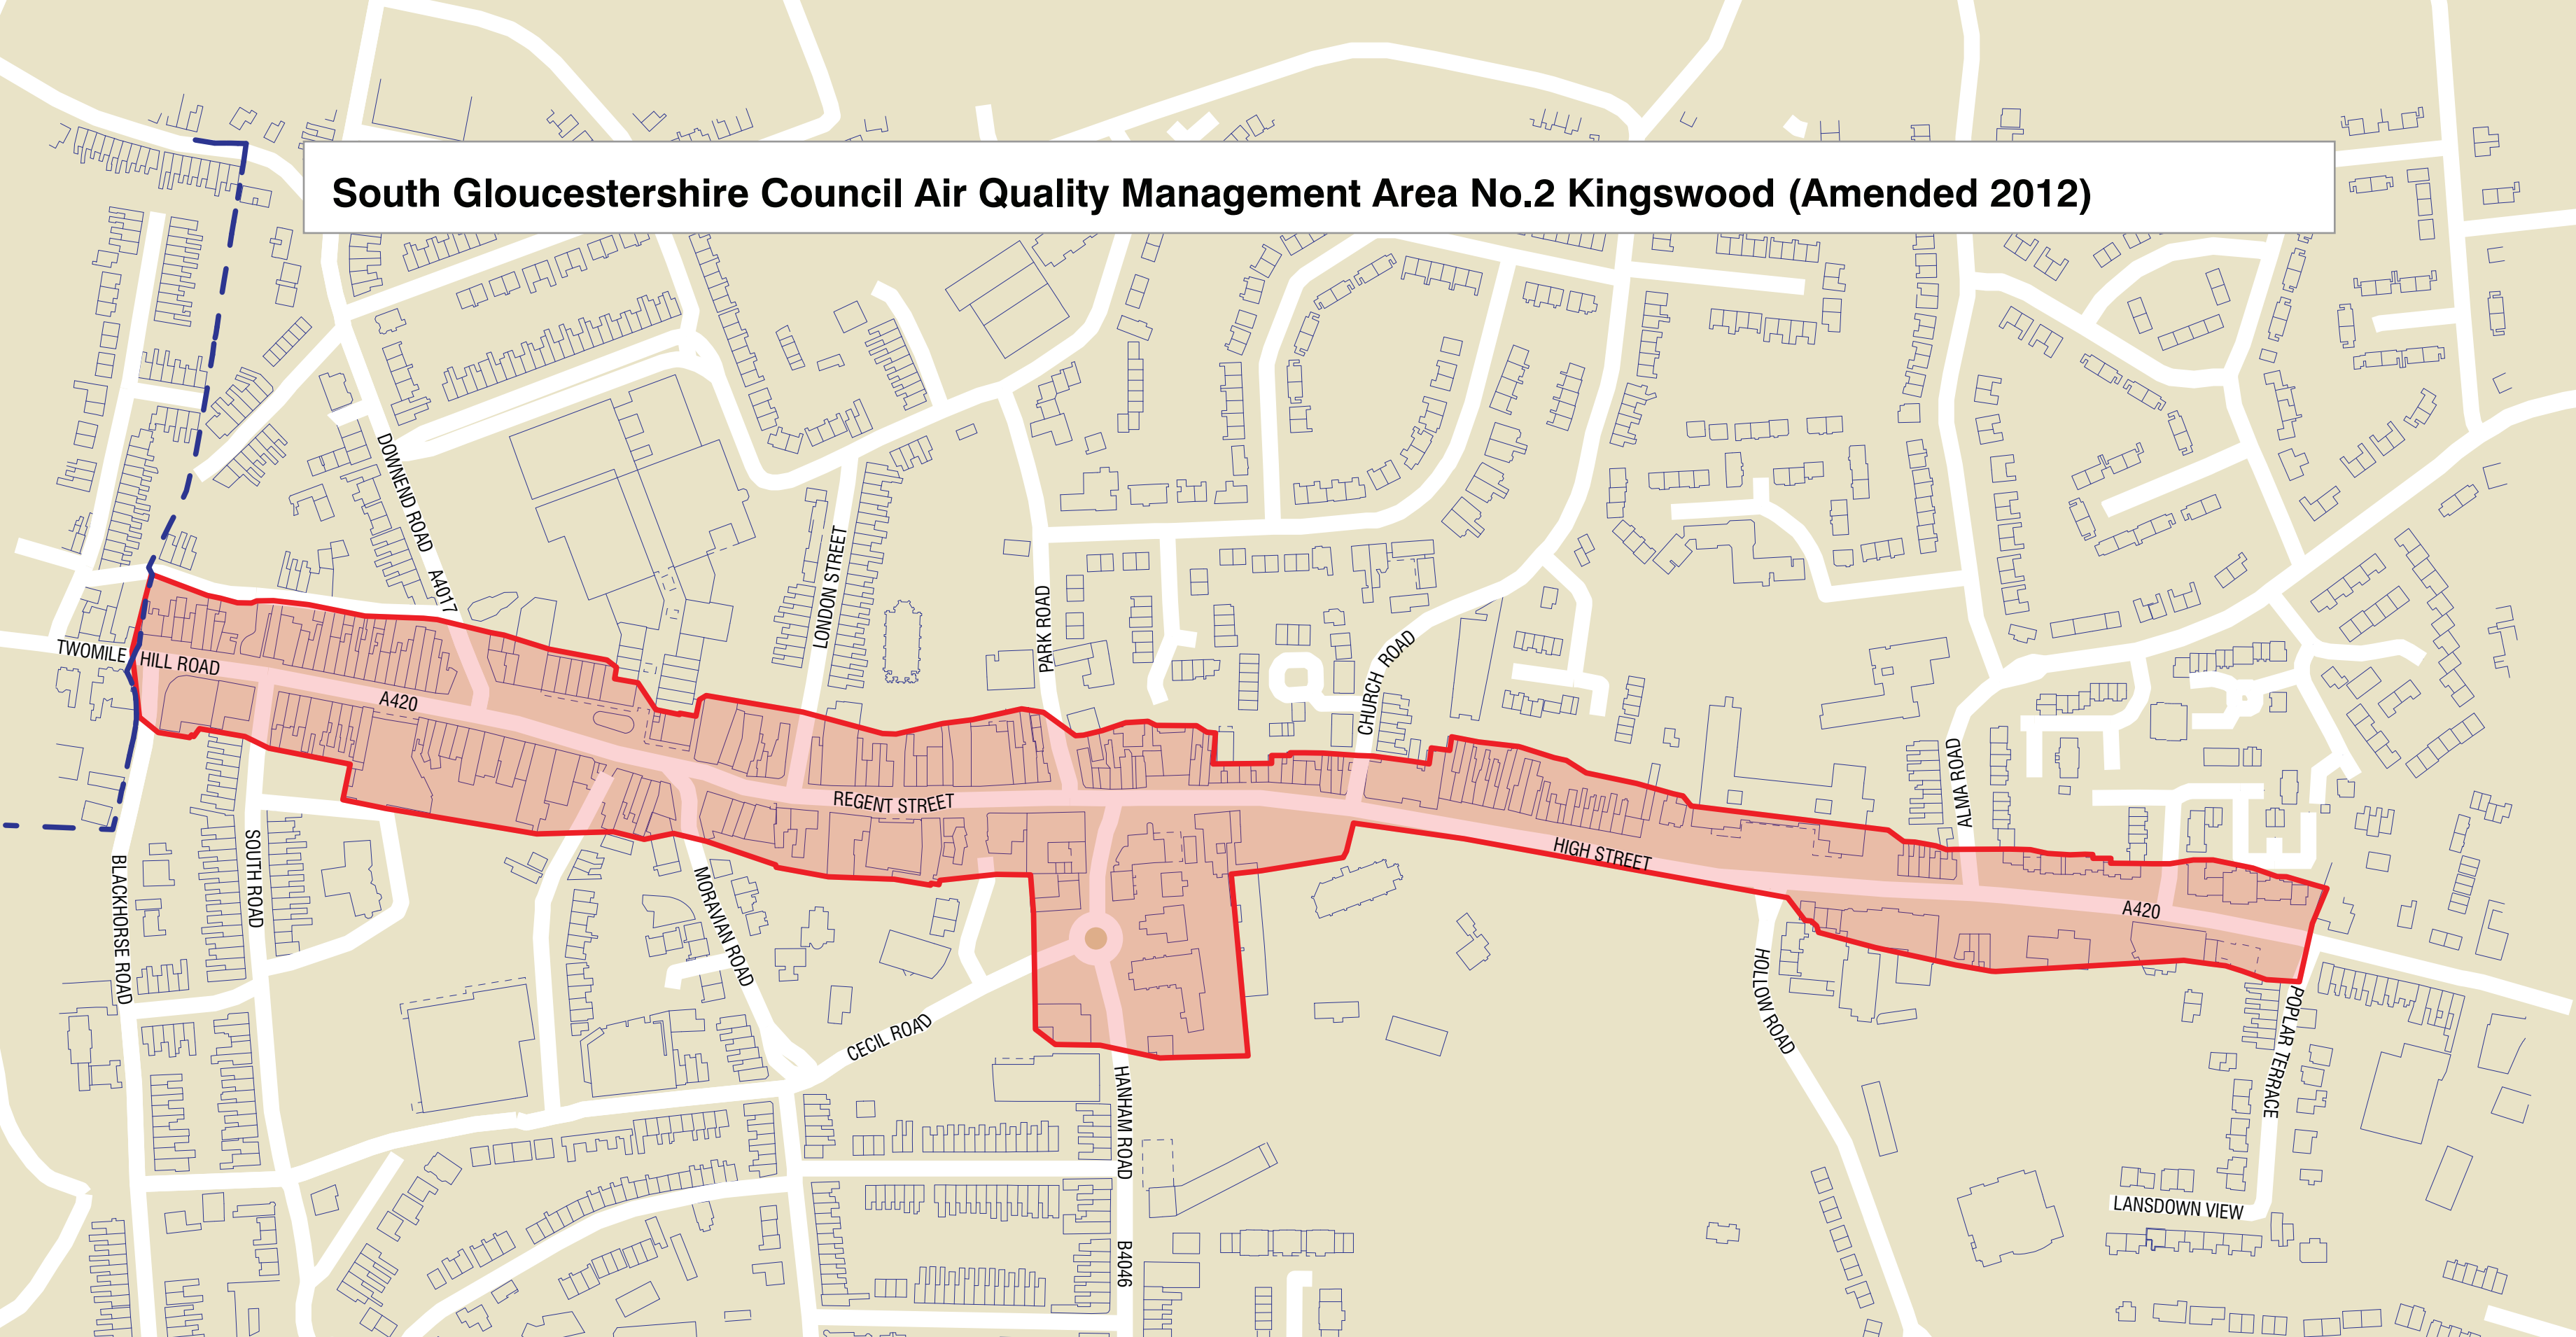 South Gloucestershire Council Air Quality Management Area No.2 Kingswood (Amended 2012)
DOWNEND ROAD
A4017
LONDON STREET
PARK ROAD
CHURCH ROAD
TWOMILE HILL ROAD
A420
REGENT STREET
HIGH STREET
ALMA ROAD
A420
BLACKHORSE ROAD
SOUTH ROAD
MORAVIAN ROAD
CECIL ROAD
HANHAM ROAD
B4046
HOLLOW ROAD
POPLAR TERRACE
LANSDOWN VIEW